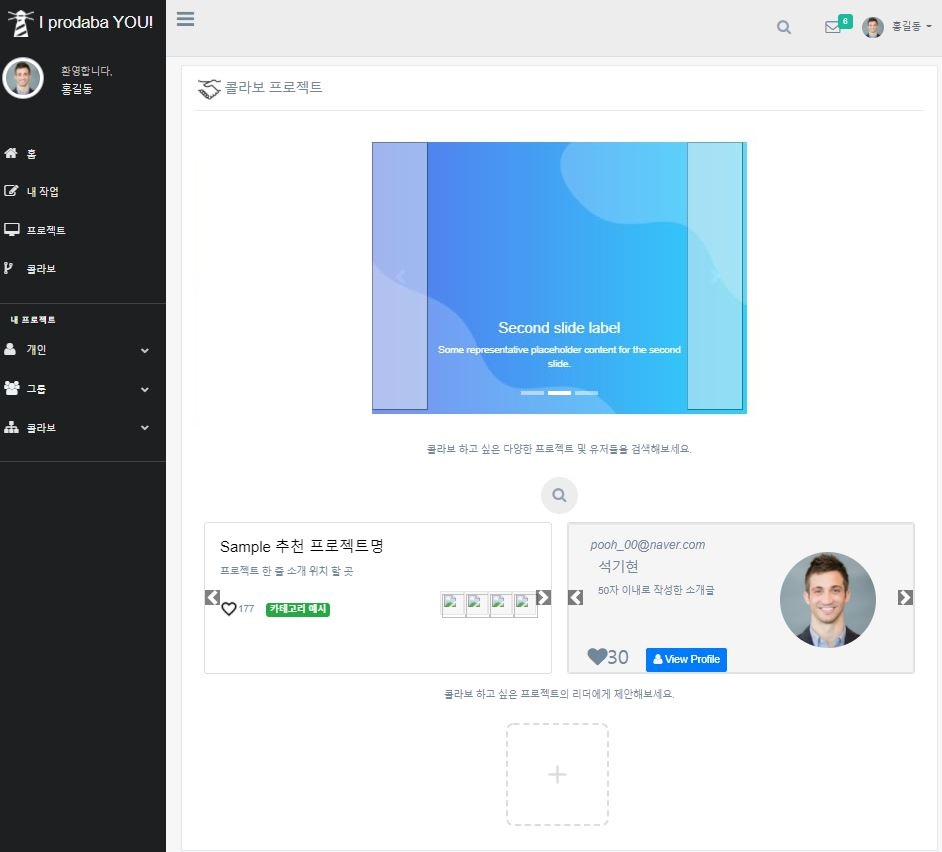 I prodaba YOU!
환영합니다,
홍길동
홈
내 작업
프로젝트
콜라보
내 프로젝트
개인
그룹
콜라보
6
홍길동
콜라보 프로젝트
Second slide label
Some representative placeholder content for the second
slide.
콜라보 하고 싶은 다양한 프로젝트 및 유저들을 검색해보세요.
Sample 추천 프로젝트명
프로젝트 한 줄 소개 위치 할 곳
177
카테고리 예시
pooh_00@naver.com
석기현
50자 이내로 작성한 소개글
30
View Profile
콜라보 하고 싶은 프로젝트의 리더에게 제안해보세요.